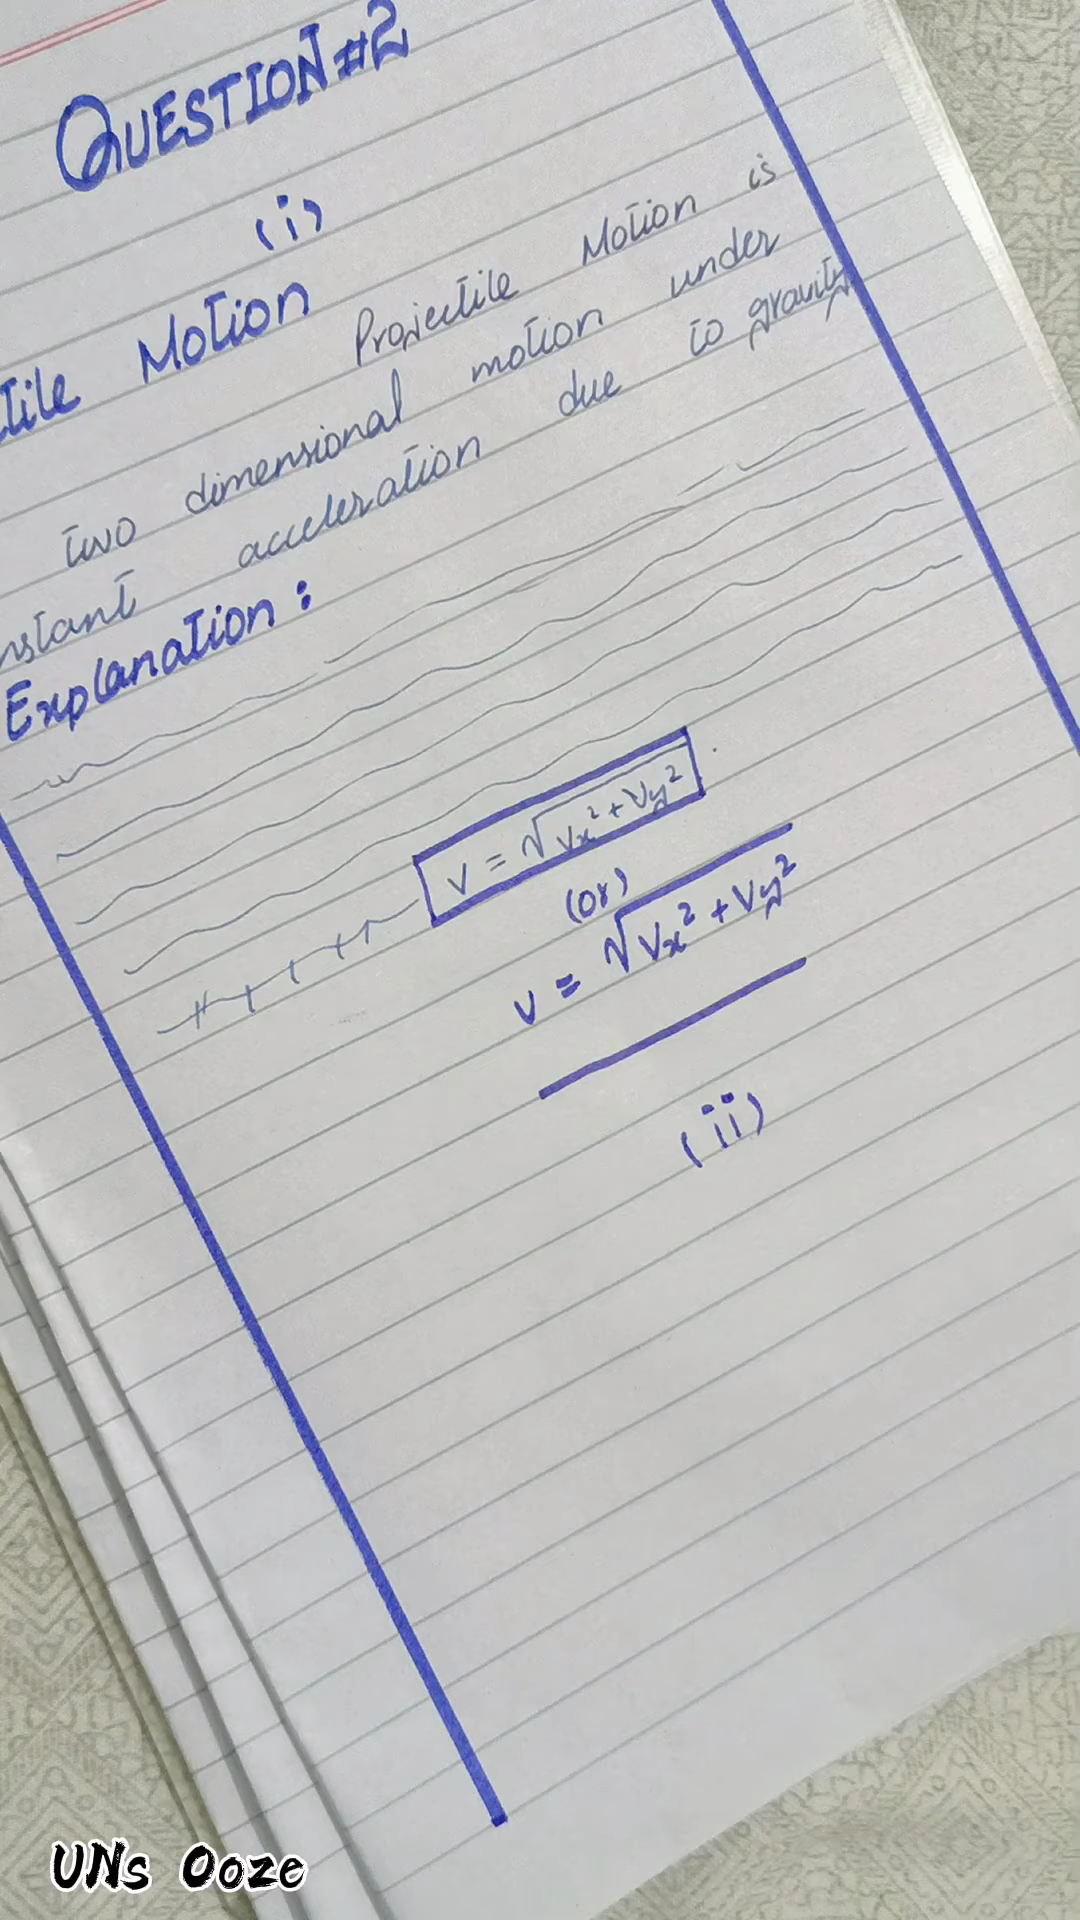 QUESTION#2
(i)
tile Motion Projectile Motion is
two dimensional motion under
nstant acceleration due to gravity
Explanation:
V = √Vx² + Vy²
(or)
V = √Vx² + Vy²
(ii)
UNs Ooze